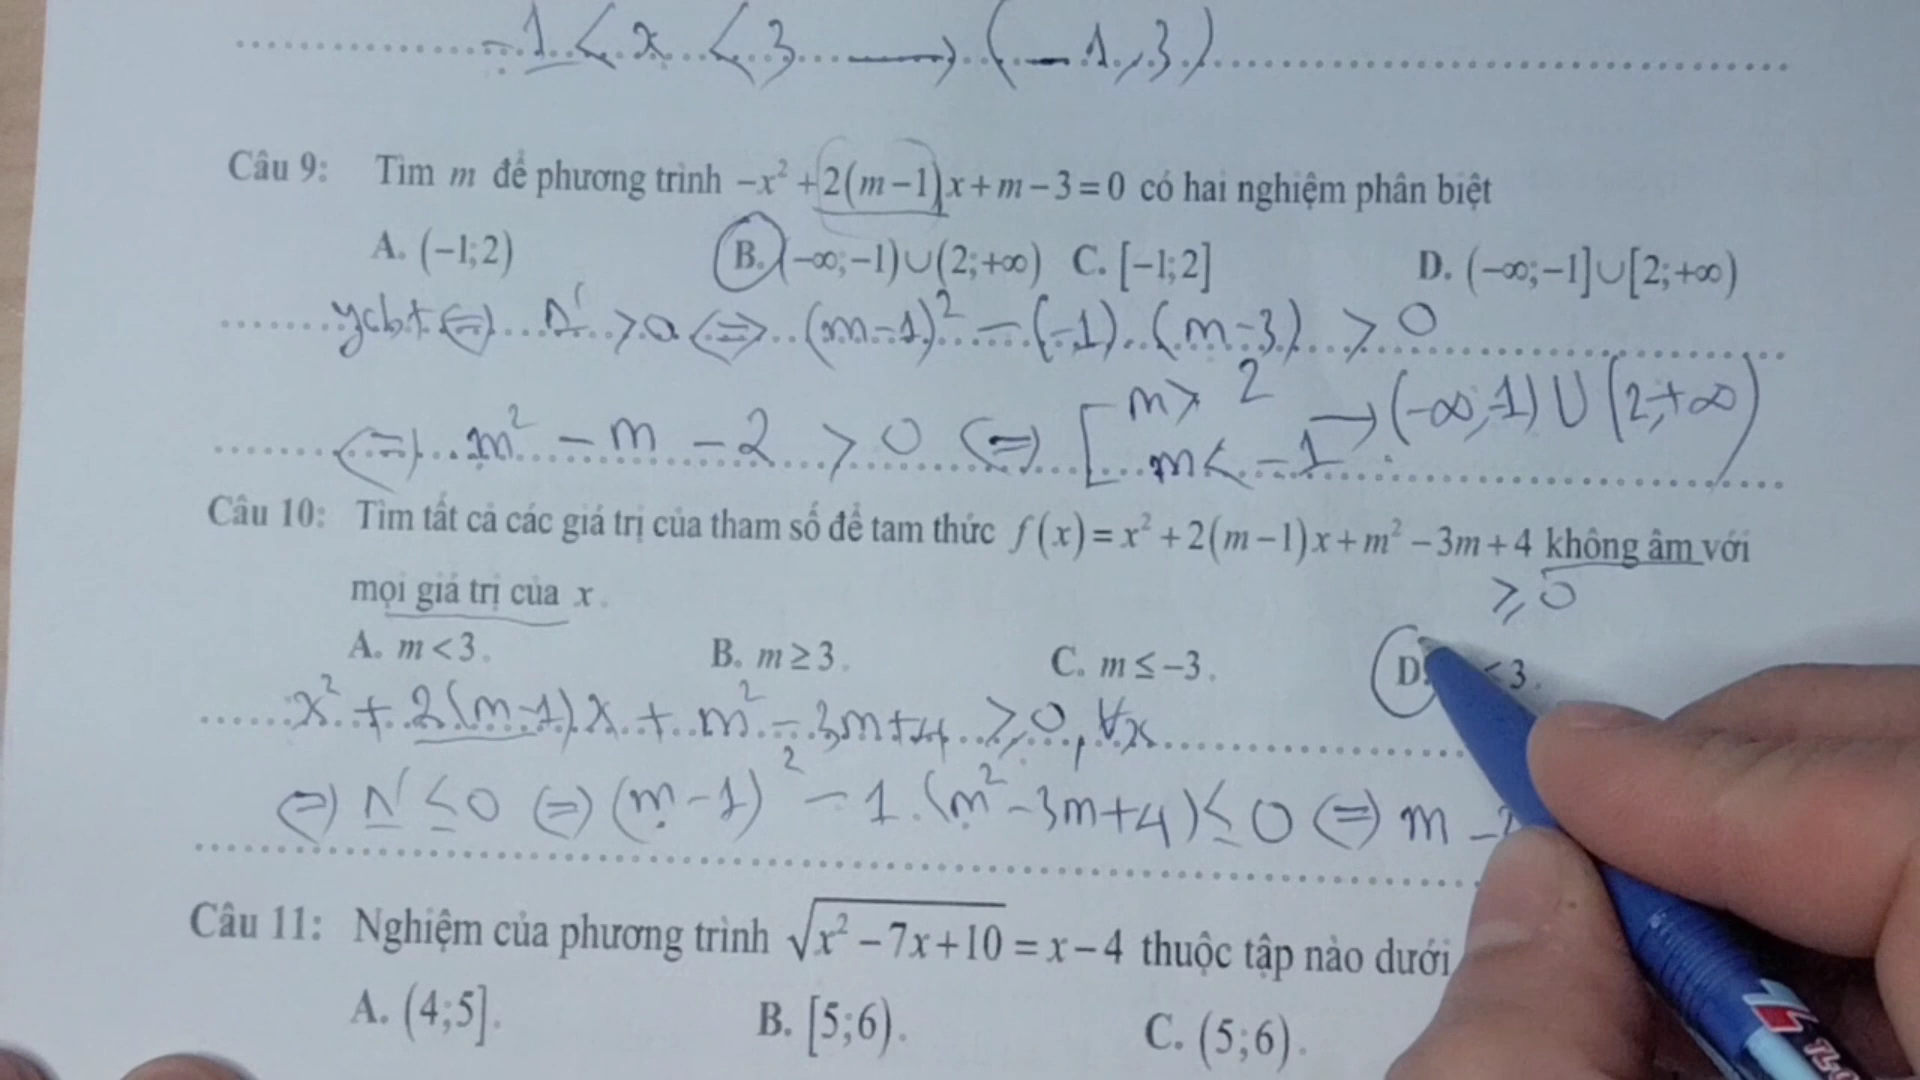 -1 < x < 3 → (-1,3)
Câu 9: Tìm m để phương trình −x² + 2(m−1)x + m − 3 = 0 có hai nghiệm phân biệt
A. (−1;2) B. (−∞;−1)∪(2;+∞) C. [−1;2] D. (−∞;−1]∪[2;+∞)
ycbt ⇔ Δ' > 0 ⇔ (m-1)² - (-1).(m-3) > 0
⇔ m² - m - 2 > 0 ⇔ [ m > 2 m < -1 → (-∞,-1) ∪ (2;+∞)
Câu 10: Tìm tất cả các giá trị của tham số để tam thức f(x) = x² + 2(m−1)x + m² − 3m + 4 không âm với
mọi giá trị của x.
≥ 0
A. m < 3. B. m ≥ 3. C. m ≤ −3. D. 3.
x² + 2(m-1)x + m² - 3m+4 ≥ 0, ∀x
⇔ Δ' ≤ 0 ⇔ (m-1)² - 1.(m² - 3m+4) ≤ 0 ⇔ m -
Câu 11: Nghiệm của phương trình √(x² − 7x + 10) = x − 4 thuộc tập nào dưới
A. (4;5]. B. [5;6). C. (5;6).